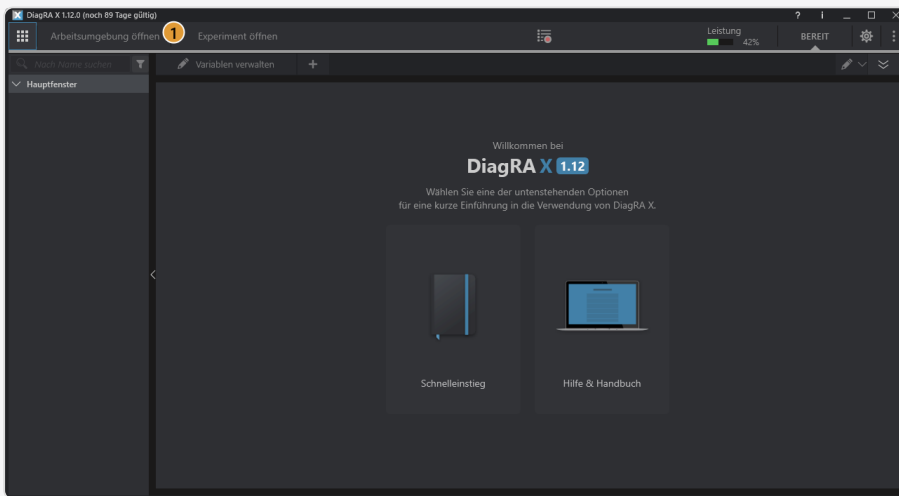 DiagRA X 1.12.0 (noch 89 Tage gültig)
Arbeitsumgebung öffnen
1
Experiment öffnen
Leistung
42%
BEREIT
Nach Name suchen
Variablen verwalten
Hauptfenster
Willkommen bei
DiagRA X 1.12
Wählen Sie eine der untenstehenden Optionen
für eine kurze Einführung in die Verwendung von DiagRA X.
Schnelleinstieg
Hilfe & Handbuch